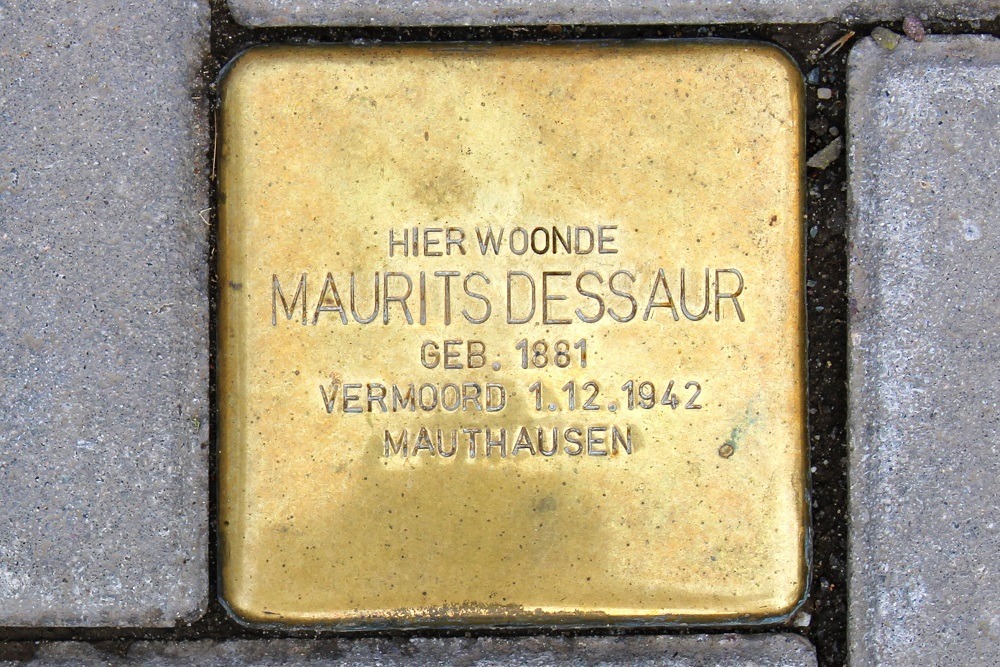 HIER WOONDE
MAURITS DESSAUR
GEB. 1881
VERMOORD 1.12.1942
MAUTHAUSEN